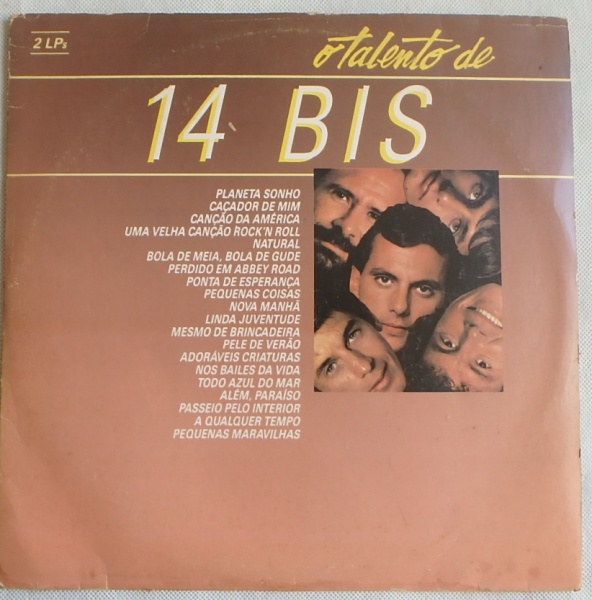 2 LPs
o talento de
14 BIS
PLANETA SONHO
CAÇADOR DE MIM
CANÇÃO DA AMÉRICA
UMA VELHA CANÇÃO ROCK'N ROLL
NATURAL
BOLA DE MEIA, BOLA DE GUDE
PERDIDO EM ABBEY ROAD
PONTA DE ESPERANÇA
PEQUENAS COISAS
NOVA MANHÃ
LINDA JUVENTUDE
MESMO DE BRINCADEIRA
PELE DE VERÃO
ADORÁVEIS CRIATURAS
NOS BAILES DA VIDA
TODO AZUL DO MAR
ALÉM, PARAÍSO
PASSEIO PELO INTERIOR
A QUALQUER TEMPO
PEQUENAS MARAVILHAS